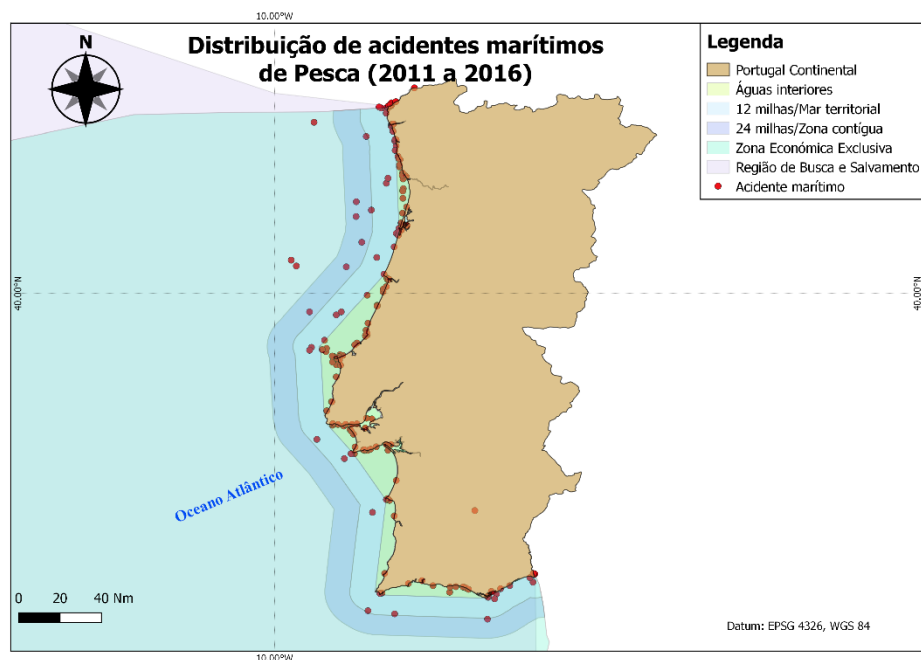 10.00°W
Distribuição de acidentes marítimos
de Pesca (2011 a 2016)
N
Legenda
Portugal Continental
Águas interiores
12 milhas/Mar territorial
24 milhas/Zona contígua
Zona Económica Exclusiva
Região de Busca e Salvamento
Acidente marítimo
40.00°N
40.00°N
Oceano Atlântico
0 20 40 Nm
Datum: EPSG 4326, WGS 84
10.00°W